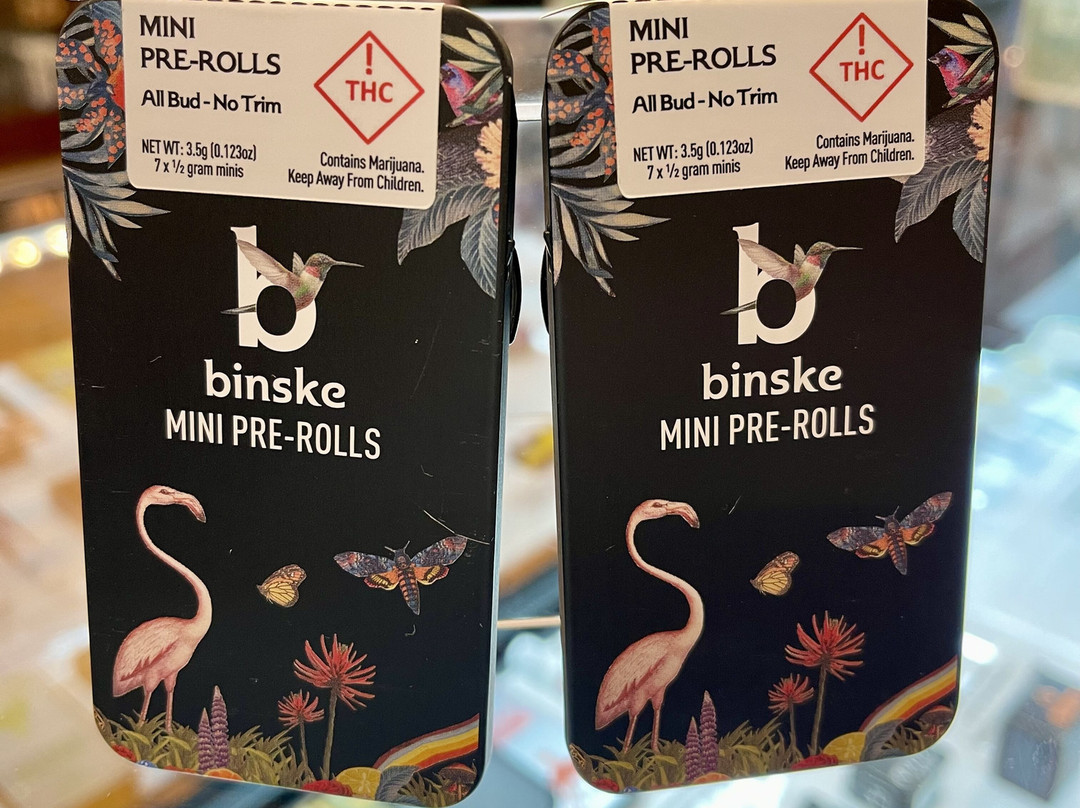 MINI
PRE-ROLLS
All Bud - No Trim
NET WT: 3.5g (0.123oz)
7 x ½ gram minis
!
THC
Contains Marijuana.
Keep Away From Children.
b
binske
MINI PRE-ROLLS
MINI
PRE-ROLLS
All Bud - No Trim
NET WT: 3.5g (0.123oz)
7 x ½ gram minis
!
THC
Contains Marijuana.
Keep Away From Children.
b
binske
MINI PRE-ROLLS